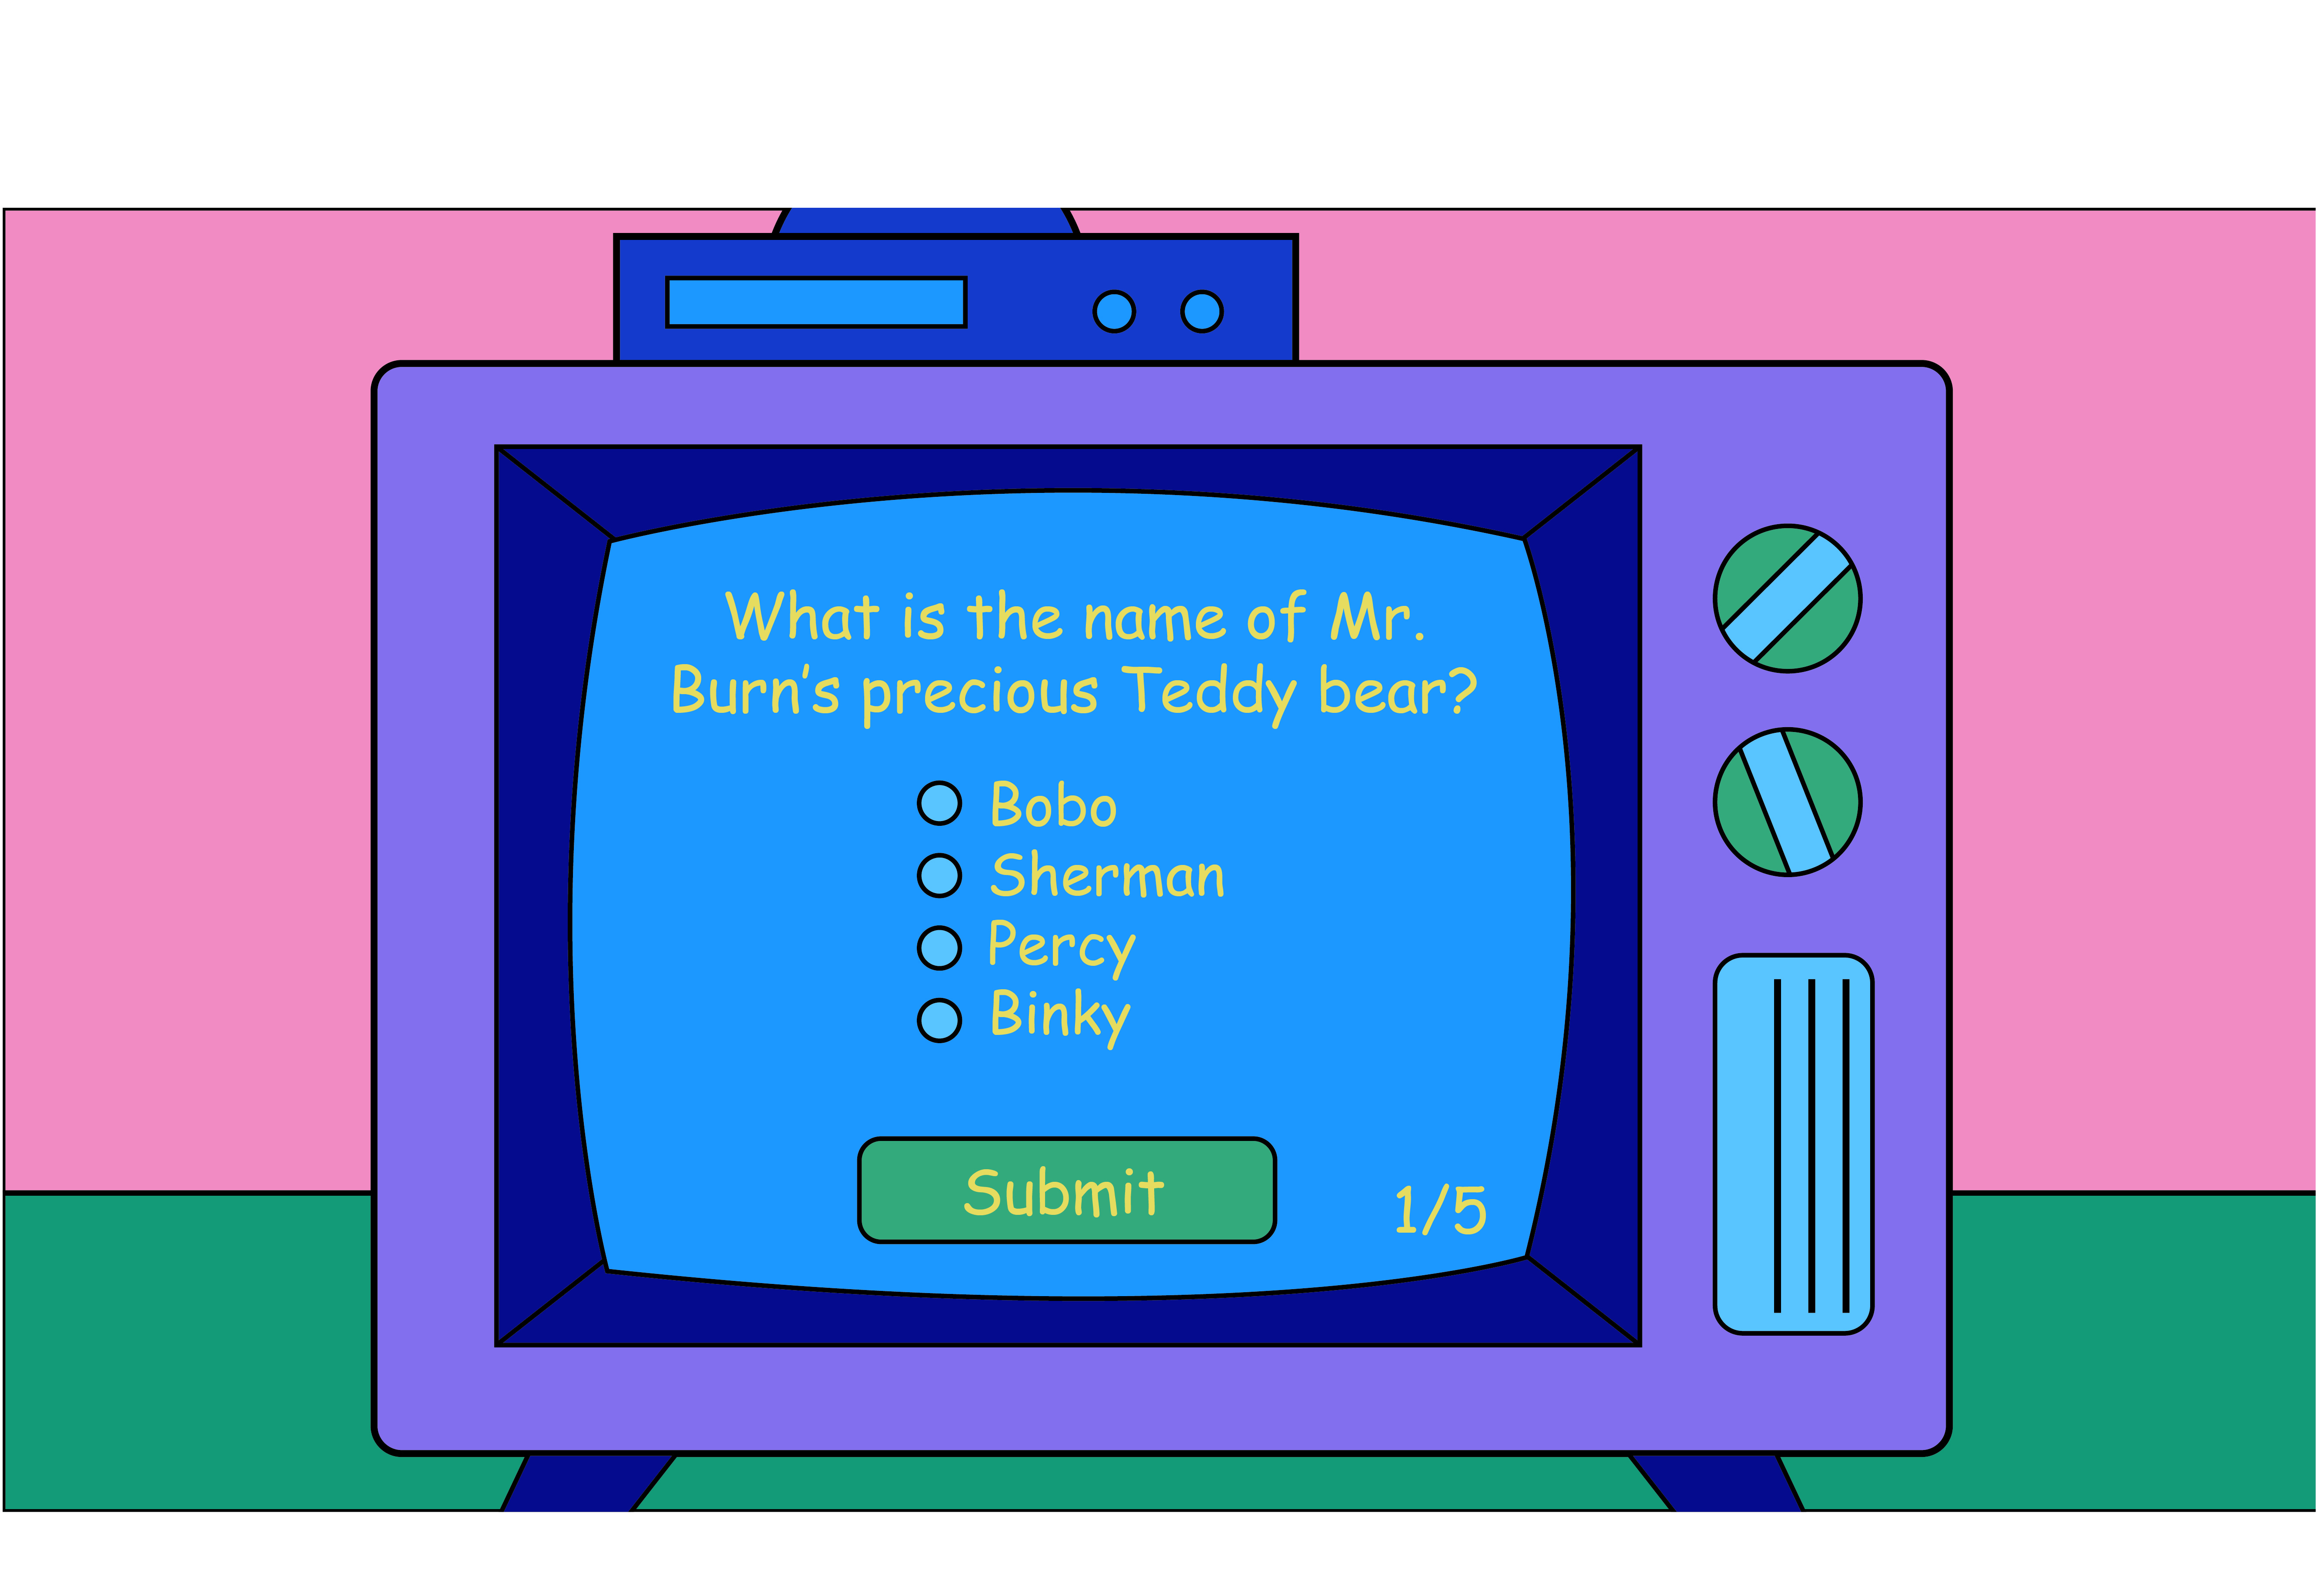 What is the name of Mr.
Burn's precious Teddy bear?
Bobo
Sherman
Percy
Binky
Submit
1/5